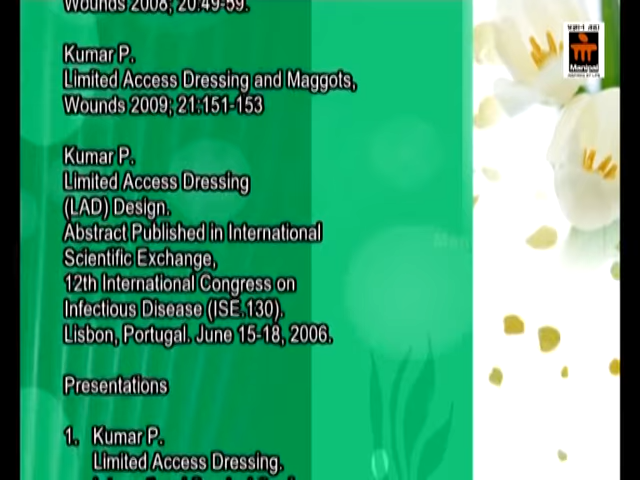 Wounds 2008; 20:49-59.
Kumar P.
Limited Access Dressing and Maggots,
Wounds 2009; 21:151-153
Kumar P.
Limited Access Dressing
(LAD) Design.
Abstract Published in International
Scientific Exchange,
12th International Congress on
Infectious Disease (ISE.130).
Lisbon, Portugal. June 15-18, 2006.
Presentations
1. Kumar P.
Limited Access Dressing.
Manipal